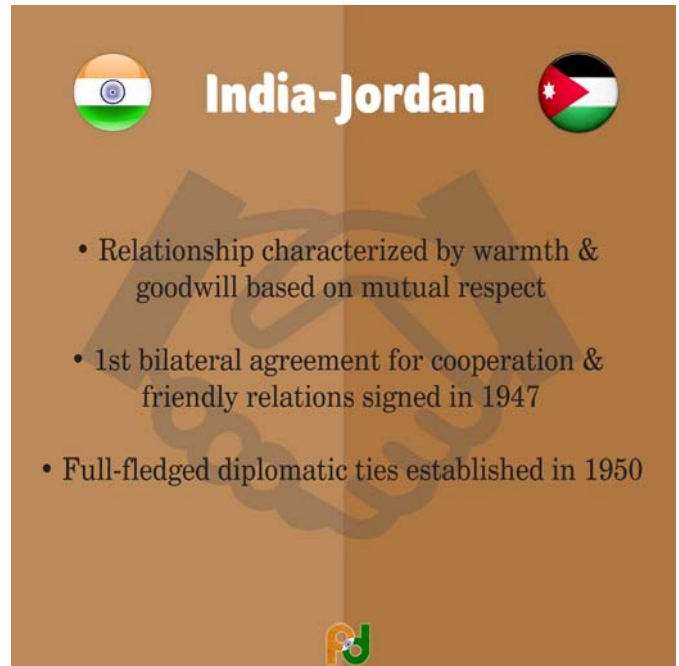 India-Jordan
• Relationship characterized by warmth &
goodwill based on mutual respect
• 1st bilateral agreement for cooperation &
friendly relations signed in 1947
• Full-fledged diplomatic ties established in 1950
pd